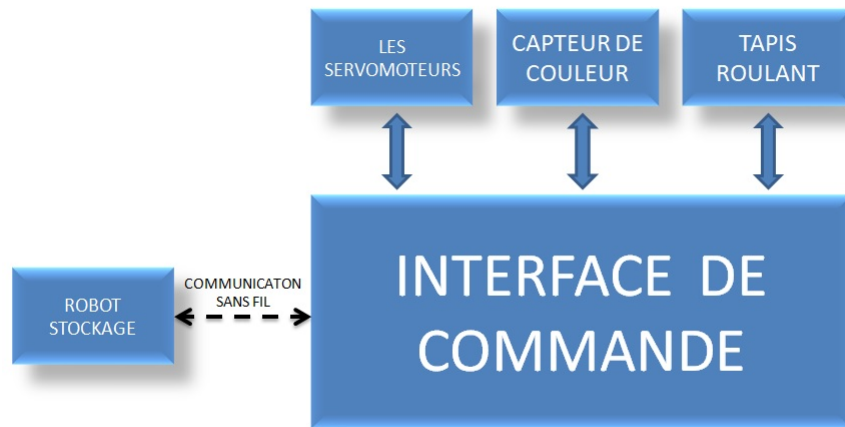 LES
SERVOMOTEURS
CAPTEUR DE
COULEUR
TAPIS
ROULANT
COMMUNICATON
SANS FIL
ROBOT
STOCKAGE
INTERFACE DE
COMMANDE